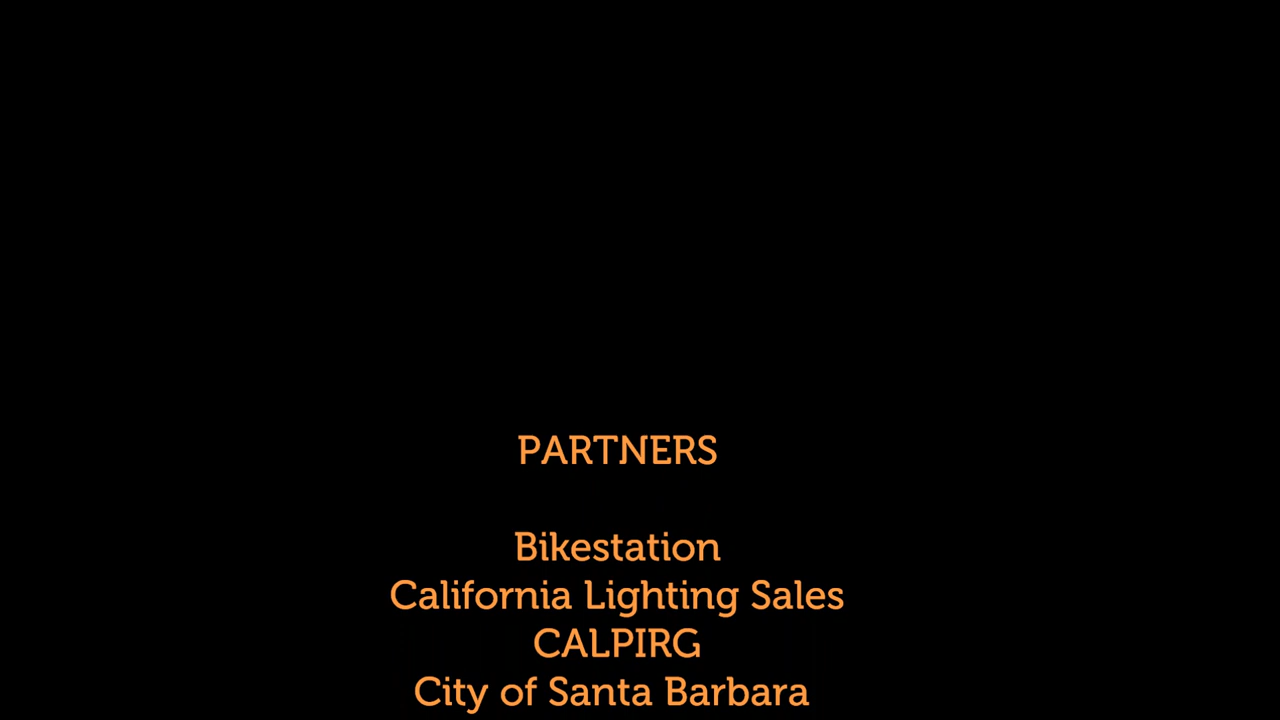 PARTNERS
Bikestation
California Lighting Sales
CALPIRG
City of Santa Barbara